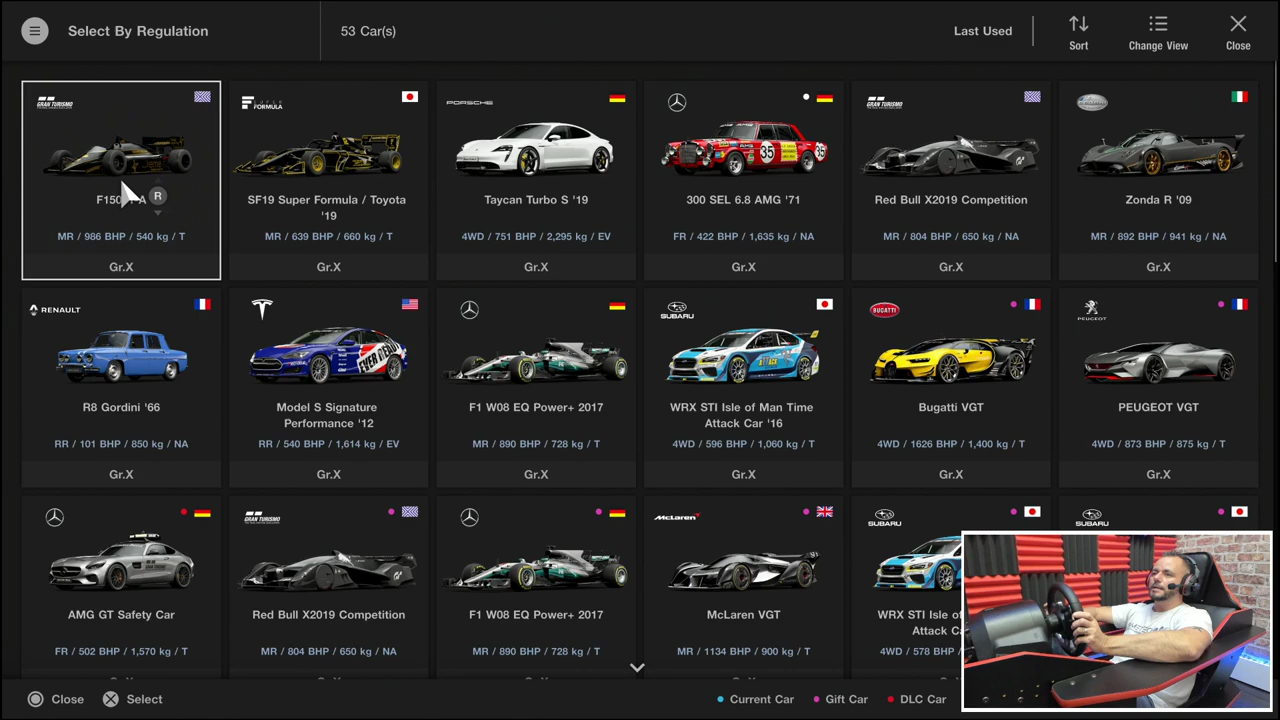 Select By Regulation
53 Car(s)
Last Used
Sort
Change View
Close
GRAN TURISMO
SUPER FORMULA
PORSCHE
GRAN TURISMO
R
SF19 Super Formula / Toyota '19
Taycan Turbo S '19
300 SEL 6.8 AMG '71
Red Bull X2019 Competition
Zonda R '09
MR / 986 BHP / 540 kg / T
MR / 639 BHP / 660 kg / T
4WD / 751 BHP / 2,295 kg / EV
FR / 422 BHP / 1,635 kg / NA
MR / 804 BHP / 650 kg / NA
MR / 892 BHP / 941 kg / NA
Gr.X
Gr.X
Gr.X
Gr.X
Gr.X
Gr.X
RENAULT
SUBARU
BUGATTI
PEUGEOT
R8 Gordini '66
Model S Signature Performance '12
F1 W08 EQ Power+ 2017
WRX STI Isle of Man Time Attack Car '16
Bugatti VGT
PEUGEOT VGT
RR / 101 BHP / 850 kg / NA
RR / 540 BHP / 1,614 kg / EV
MR / 890 BHP / 728 kg / T
4WD / 596 BHP / 1,060 kg / T
4WD / 1626 BHP / 1,400 kg / T
4WD / 873 BHP / 875 kg / T
Gr.X
Gr.X
Gr.X
Gr.X
Gr.X
Gr.X
GRAN TURISMO
McLaren
SUBARU
SUBARU
AMG GT Safety Car
Red Bull X2019 Competition
F1 W08 EQ Power+ 2017
McLaren VGT
WRX STI Isle o
Attack C
FR / 502 BHP / 1,570 kg / T
MR / 804 BHP / 650 kg / NA
MR / 890 BHP / 728 kg / T
MR / 1134 BHP / 900 kg / T
4WD / 578 BHP
Close
Select
Current Car
Gift Car
DLC Car